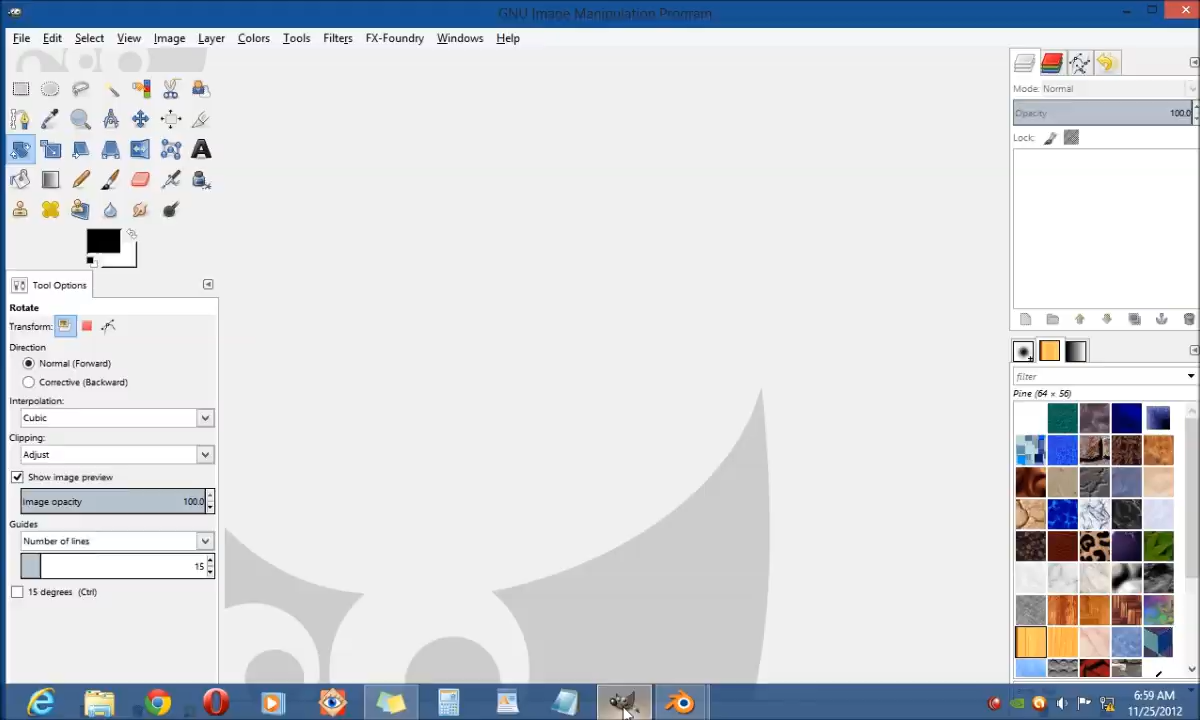 GNU Image Manipulation Program
File Edit Select View Image Layer Colors Tools Filters FX-Foundry Windows Help
Mode: Normal
Opacity 100.0
Lock:
Tool Options
Rotate
Transform:
Direction
Normal (Forward)
Corrective (Backward)
Interpolation:
Cubic
Clipping:
Adjust
Show image preview
Image opacity 100.0
Guides
Number of lines
15
15 degrees (Ctrl)
filter
Pine (64 × 56)
6:59 AM
11/25/2012